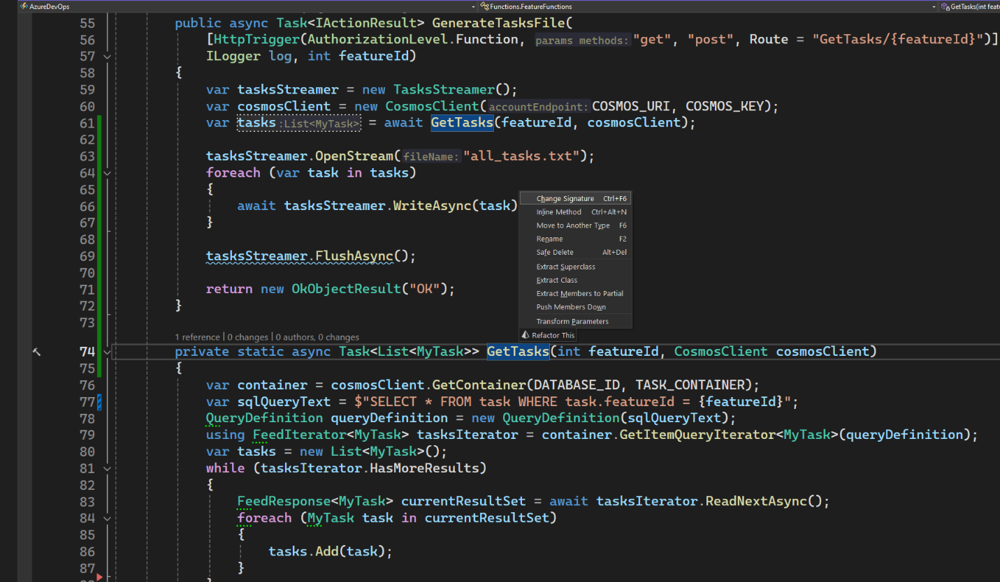 AzureDevOps Functions.FeatureFunctions GetTasks(int featu
55 public async Task<IActionResult> GenerateTasksFile(
56 [HttpTrigger(AuthorizationLevel.Function, params methods: "get", "post", Route = "GetTasks/{featureId}")]
57 ILogger log, int featureId)
58 {
59 var tasksStreamer = new TasksStreamer();
60 var cosmosClient = new CosmosClient(accountEndpoint: COSMOS_URI, COSMOS_KEY);
61 var tasks :List<MyTask> = await GetTasks(featureId, cosmosClient);
62
63 tasksStreamer.OpenStream(fileName: "all_tasks.txt");
64 foreach (var task in tasks)
65 {
66 await tasksStreamer.WriteAsync(task)
67 }
68
69 tasksStreamer.FlushAsync();
70
71 return new OkObjectResult("OK");
72 }
73
Change Signature Ctrl+F6
Inline Method Ctrl+Alt+N
Move to Another Type F6
Rename F2
Safe Delete Alt+Del
Extract Superclass
Extract Class
Extract Members to Partial
Push Members Down
Transform Parameters
Refactor This
1 reference | 0 changes | 0 authors, 0 changes
74 private static async Task<List<MyTask>> GetTasks(int featureId, CosmosClient cosmosClient)
75 {
76 var container = cosmosClient.GetContainer(DATABASE_ID, TASK_CONTAINER);
77 var sqlQueryText = $"SELECT * FROM task WHERE task.featureId = {featureId}";
78 QueryDefinition queryDefinition = new QueryDefinition(sqlQueryText);
79 using FeedIterator<MyTask> tasksIterator = container.GetItemQueryIterator<MyTask>(queryDefinition);
80 var tasks = new List<MyTask>();
81 while (tasksIterator.HasMoreResults)
82 {
83 FeedResponse<MyTask> currentResultSet = await tasksIterator.ReadNextAsync();
84 foreach (MyTask task in currentResultSet)
85 {
86 tasks.Add(task);
87 }